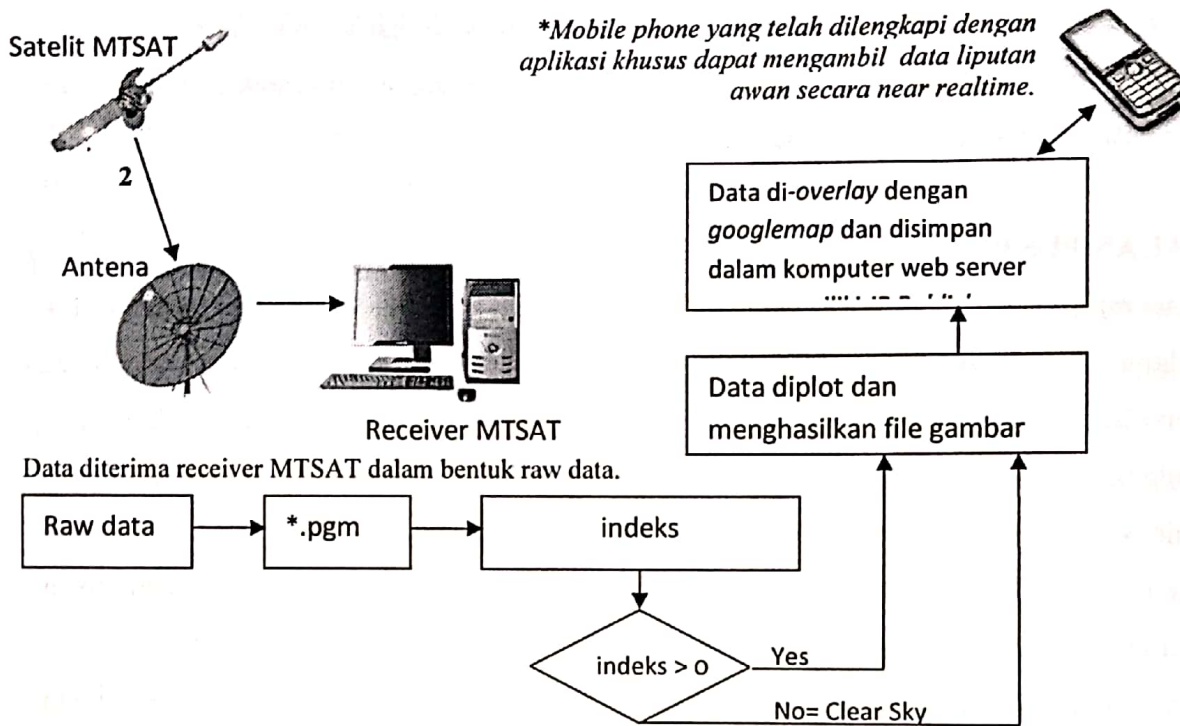 Satelit MTSAT
*Mobile phone yang telah dilengkapi dengan
aplikasi khusus dapat mengambil data liputan
awan secara near realtime.
2
Data di-overlay dengan
googlemap dan disimpan
dalam komputer web server
Antena
Data diplot dan
menghasilkan file gambar
Receiver MTSAT
Data diterima receiver MTSAT dalam bentuk raw data.
Raw data
*.pgm
indeks
indeks > 0
Yes
No= Clear Sky